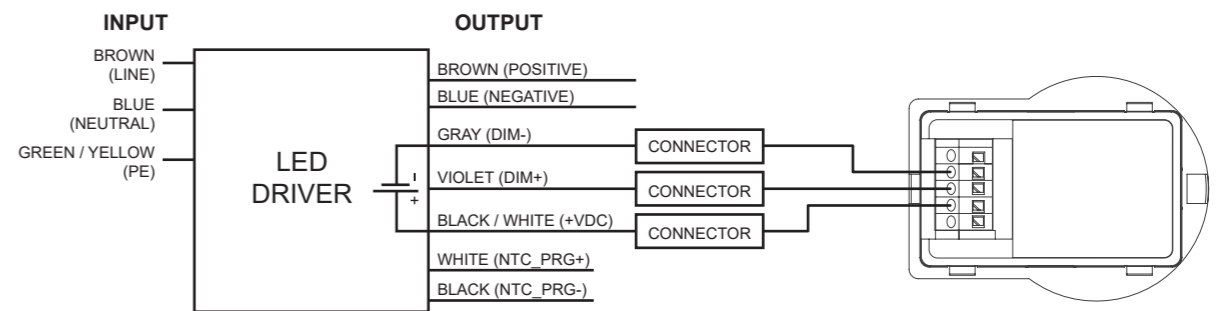 INPUT
OUTPUT
BROWN
(LINE)
BLUE
(NEUTRAL)
GREEN / YELLOW
(PE)
LED
DRIVER
-
+
BROWN (POSITIVE)
BLUE (NEGATIVE)
GRAY (DIM-)
CONNECTOR
VIOLET (DIM+)
CONNECTOR
BLACK / WHITE (+VDC)
CONNECTOR
WHITE (NTC_PRG+)
BLACK (NTC_PRG-)